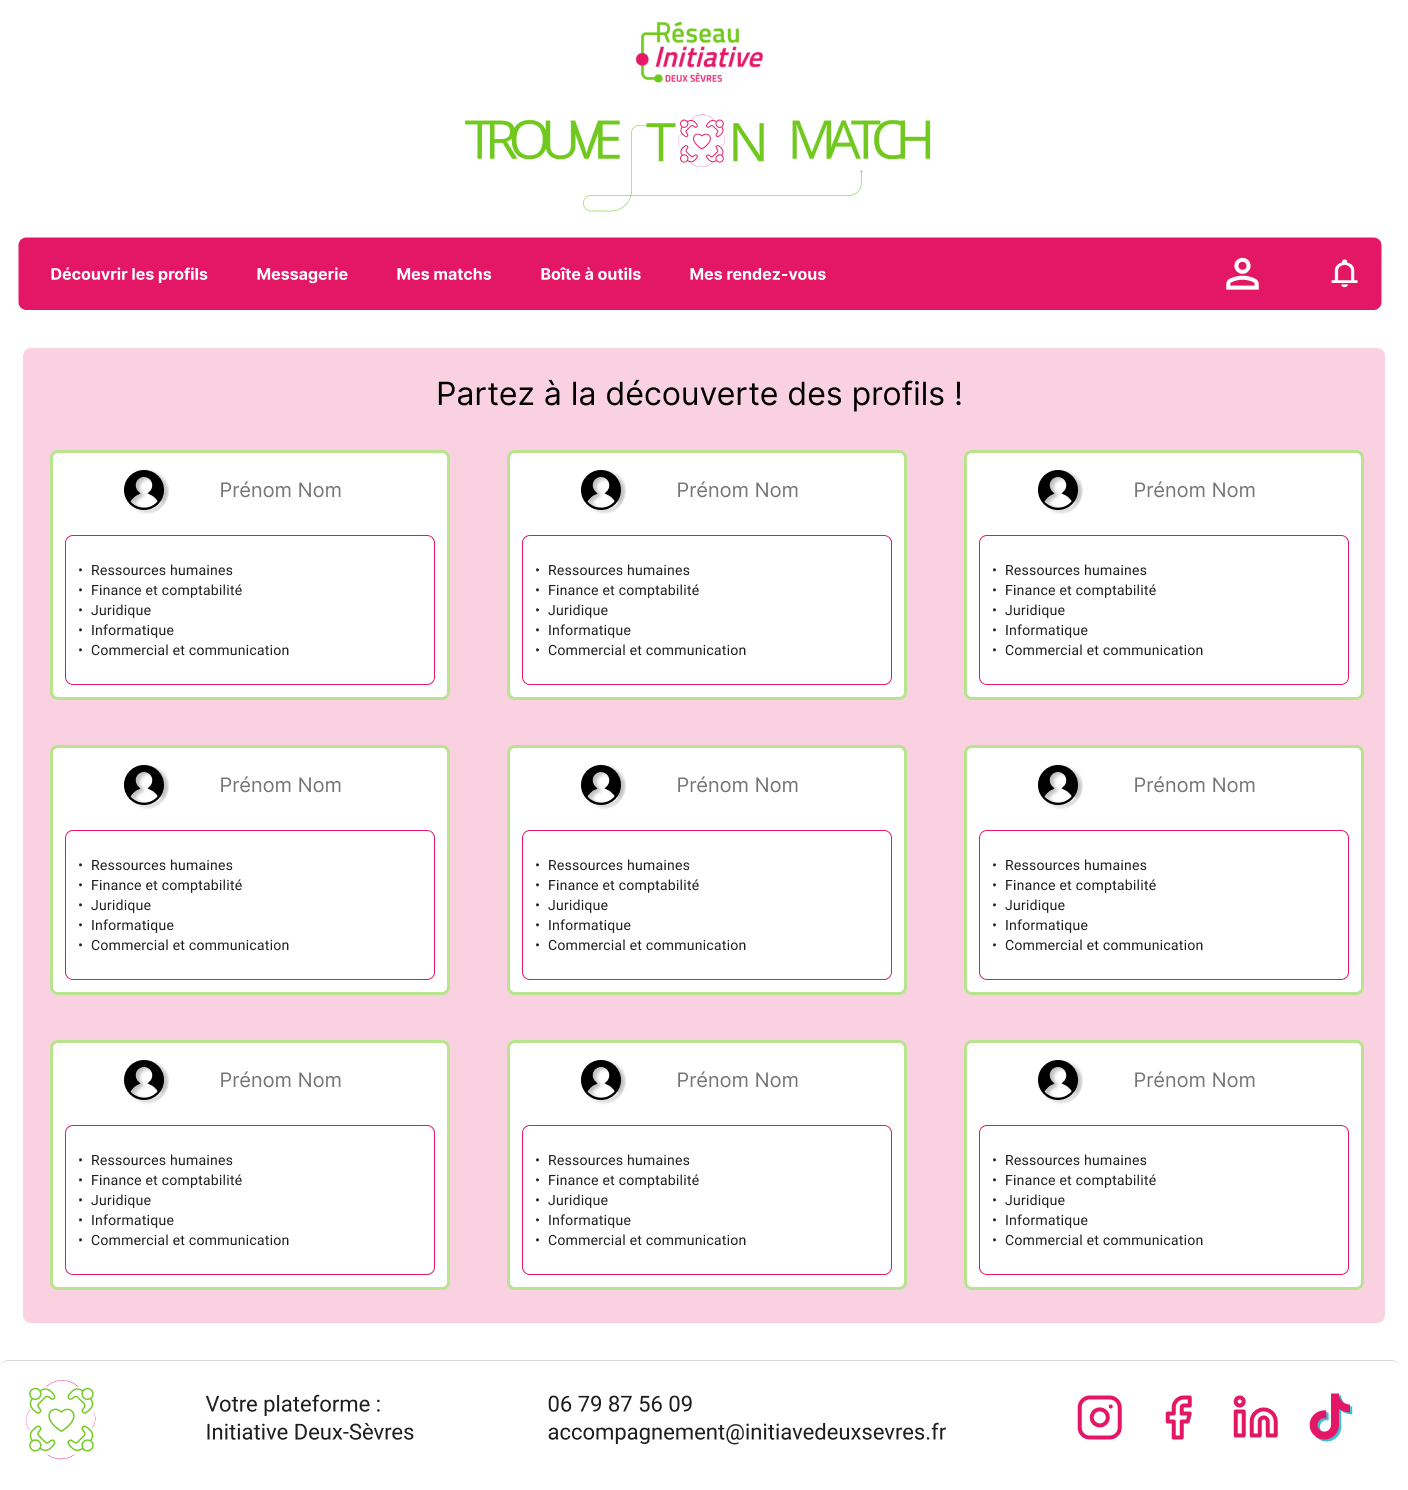 Réseau
Initiative
DEUX SÈVRES
TROUVE TON MATCH
Découvrir les profils Messagerie Mes matchs Boîte à outils Mes rendez-vous
Partez à la découverte des profils !
Prénom Nom
• Ressources humaines
• Finance et comptabilité
• Juridique
• Informatique
• Commercial et communication
Prénom Nom
• Ressources humaines
• Finance et comptabilité
• Juridique
• Informatique
• Commercial et communication
Prénom Nom
• Ressources humaines
• Finance et comptabilité
• Juridique
• Informatique
• Commercial et communication
Prénom Nom
• Ressources humaines
• Finance et comptabilité
• Juridique
• Informatique
• Commercial et communication
Prénom Nom
• Ressources humaines
• Finance et comptabilité
• Juridique
• Informatique
• Commercial et communication
Prénom Nom
• Ressources humaines
• Finance et comptabilité
• Juridique
• Informatique
• Commercial et communication
Prénom Nom
• Ressources humaines
• Finance et comptabilité
• Juridique
• Informatique
• Commercial et communication
Prénom Nom
• Ressources humaines
• Finance et comptabilité
• Juridique
• Informatique
• Commercial et communication
Prénom Nom
• Ressources humaines
• Finance et comptabilité
• Juridique
• Informatique
• Commercial et communication
Votre plateforme :
Initiative Deux-Sèvres
06 79 87 56 09
accompagnement@initiavedeuxsevres.fr